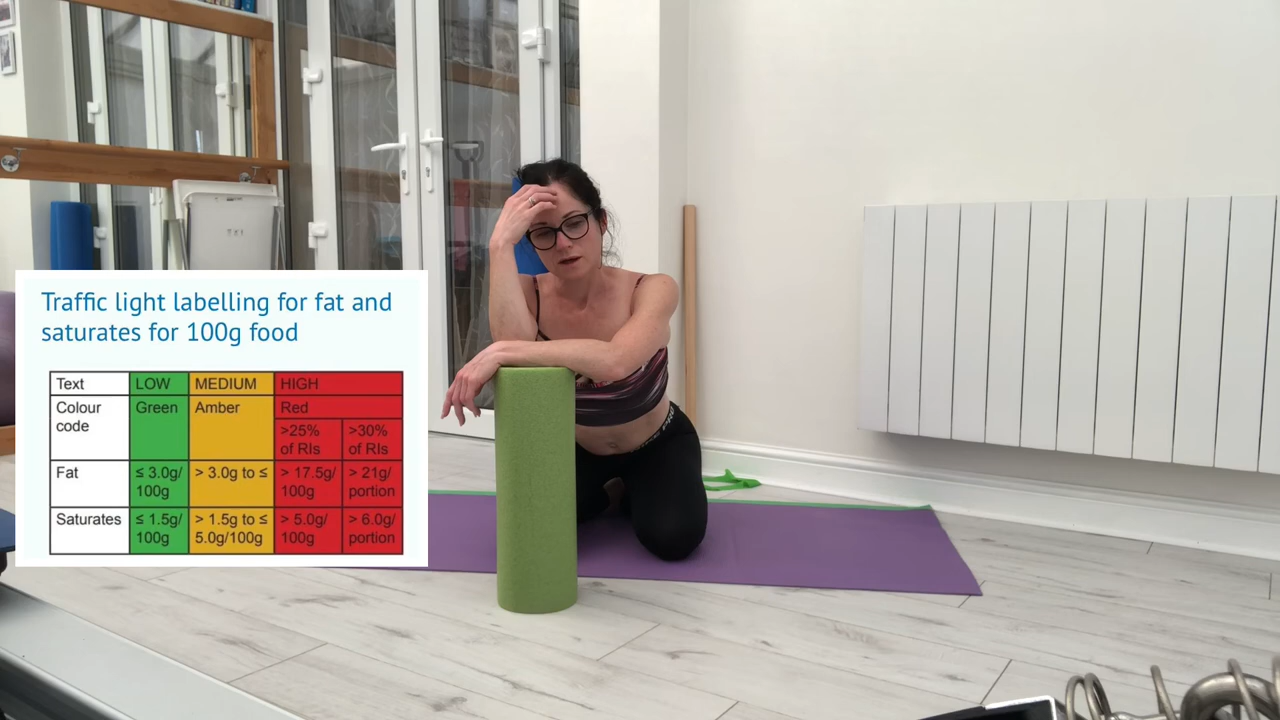 Traffic light labelling for fat and
saturates for 100g food
Text LOW MEDIUM HIGH
Colour code Green Amber Red
>25% of RIs >30% of RIs
Fat ≤ 3.0g/ 100g > 3.0g to ≤ > 17.5g/ 100g > 21g/ portion
Saturates ≤ 1.5g/ 100g > 1.5g to ≤ 5.0g/100g > 5.0g/ 100g > 6.0g/ portion